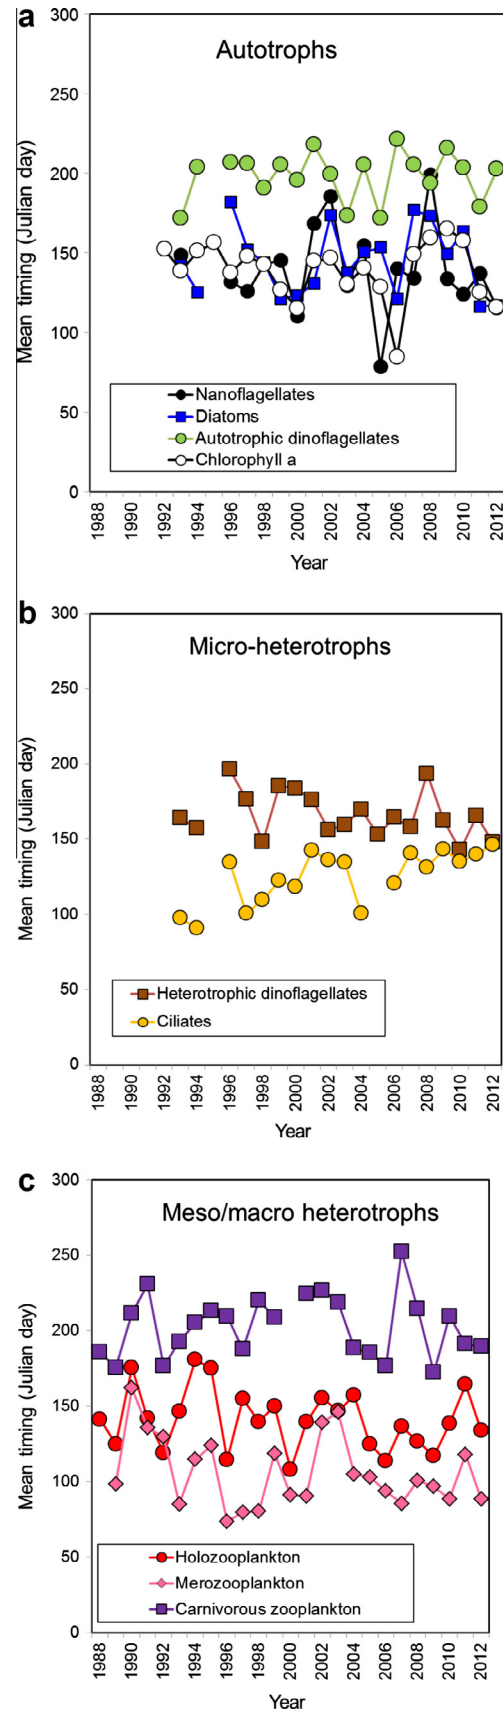 a
Autotrophs
300
250
200
150
100
50
0
Mean timing (Julian day)
Nanoflagellates
Diatoms
Autotrophic dinoflagellates
Chlorophyll a
1988 1990 1992 1994 1996 1998 2000 2002 2004 2006 2008 2010 2012
Year
b
Micro-heterotrophs
300
250
200
150
100
50
0
Mean timing (Julian day)
Heterotrophic dinoflagellates
Ciliates
1988 1990 1992 1994 1996 1998 2000 2002 2004 2006 2008 2010 2012
Year
c
Meso/macro heterotrophs
300
250
200
150
100
50
0
Mean timing (Julian day)
Holozooplankton
Merozooplankton
Carnivorous zooplankton
1988 1990 1992 1994 1996 1998 2000 2002 2004 2006 2008 2010 2012
Year